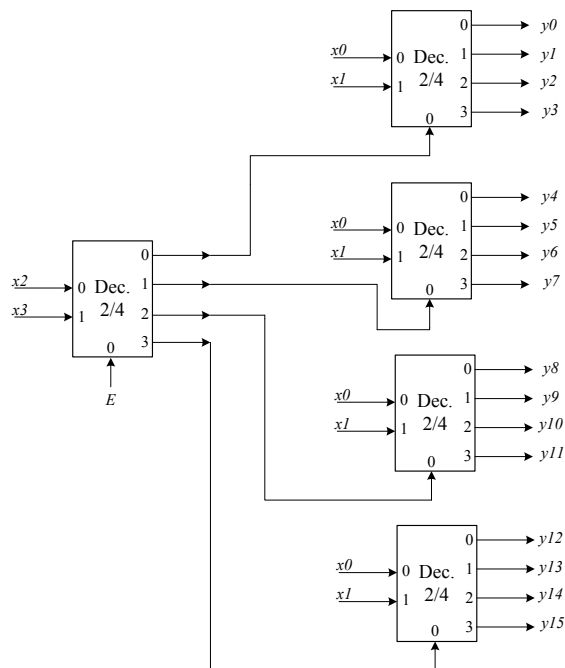 0 y0
x0 0 Dec. 1 y1
x1 1 2/4 2 y2
0 3 y3
0 y4
x0 0 Dec. 1 y5
x1 1 2/4 2 y6
0 3 y7
0
x2 0 Dec. 1
x3 1 2/4 2
0 3
E
0 y8
x0 0 Dec. 1 y9
x1 1 2/4 2 y10
0 3 y11
0 y12
x0 0 Dec. 1 y13
x1 1 2/4 2 y14
0 3 y15